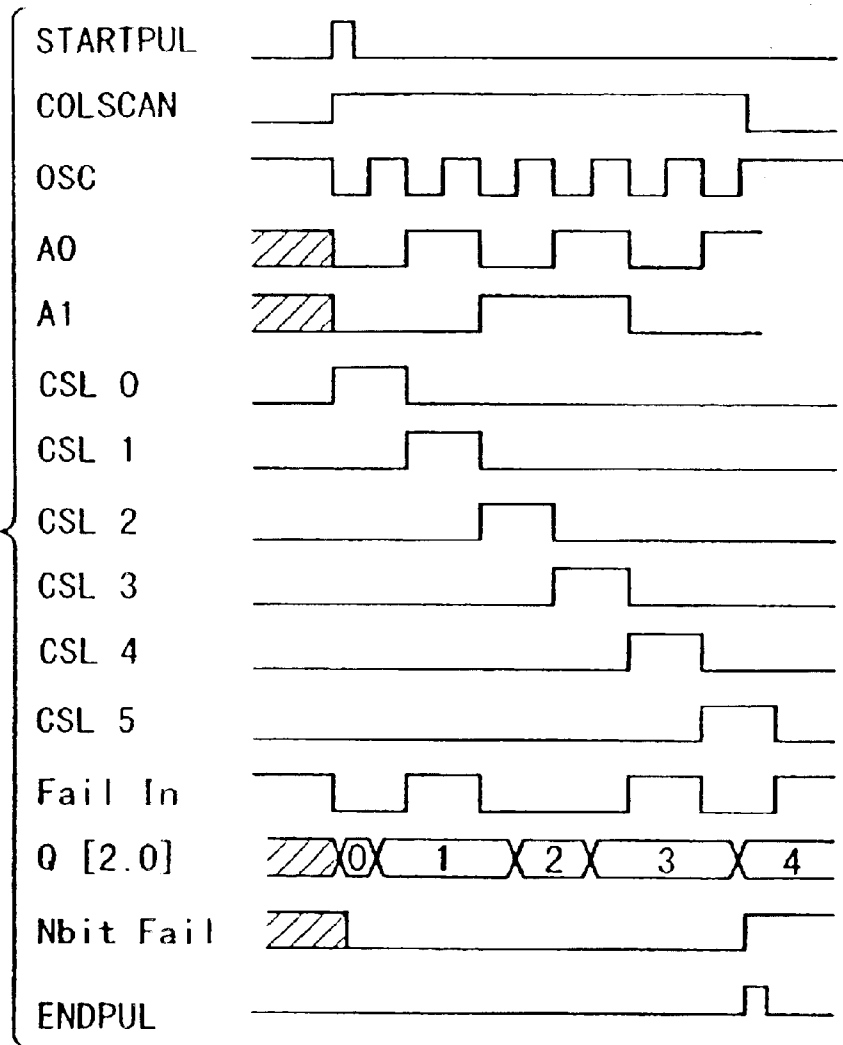 STARTPUL
COLSCAN
OSC
A0
A1
CSL 0
CSL 1
CSL 2
CSL 3
CSL 4
CSL 5
Fail In
Q [2.0] 0 1 2 3 4
Nbit Fail
ENDPUL